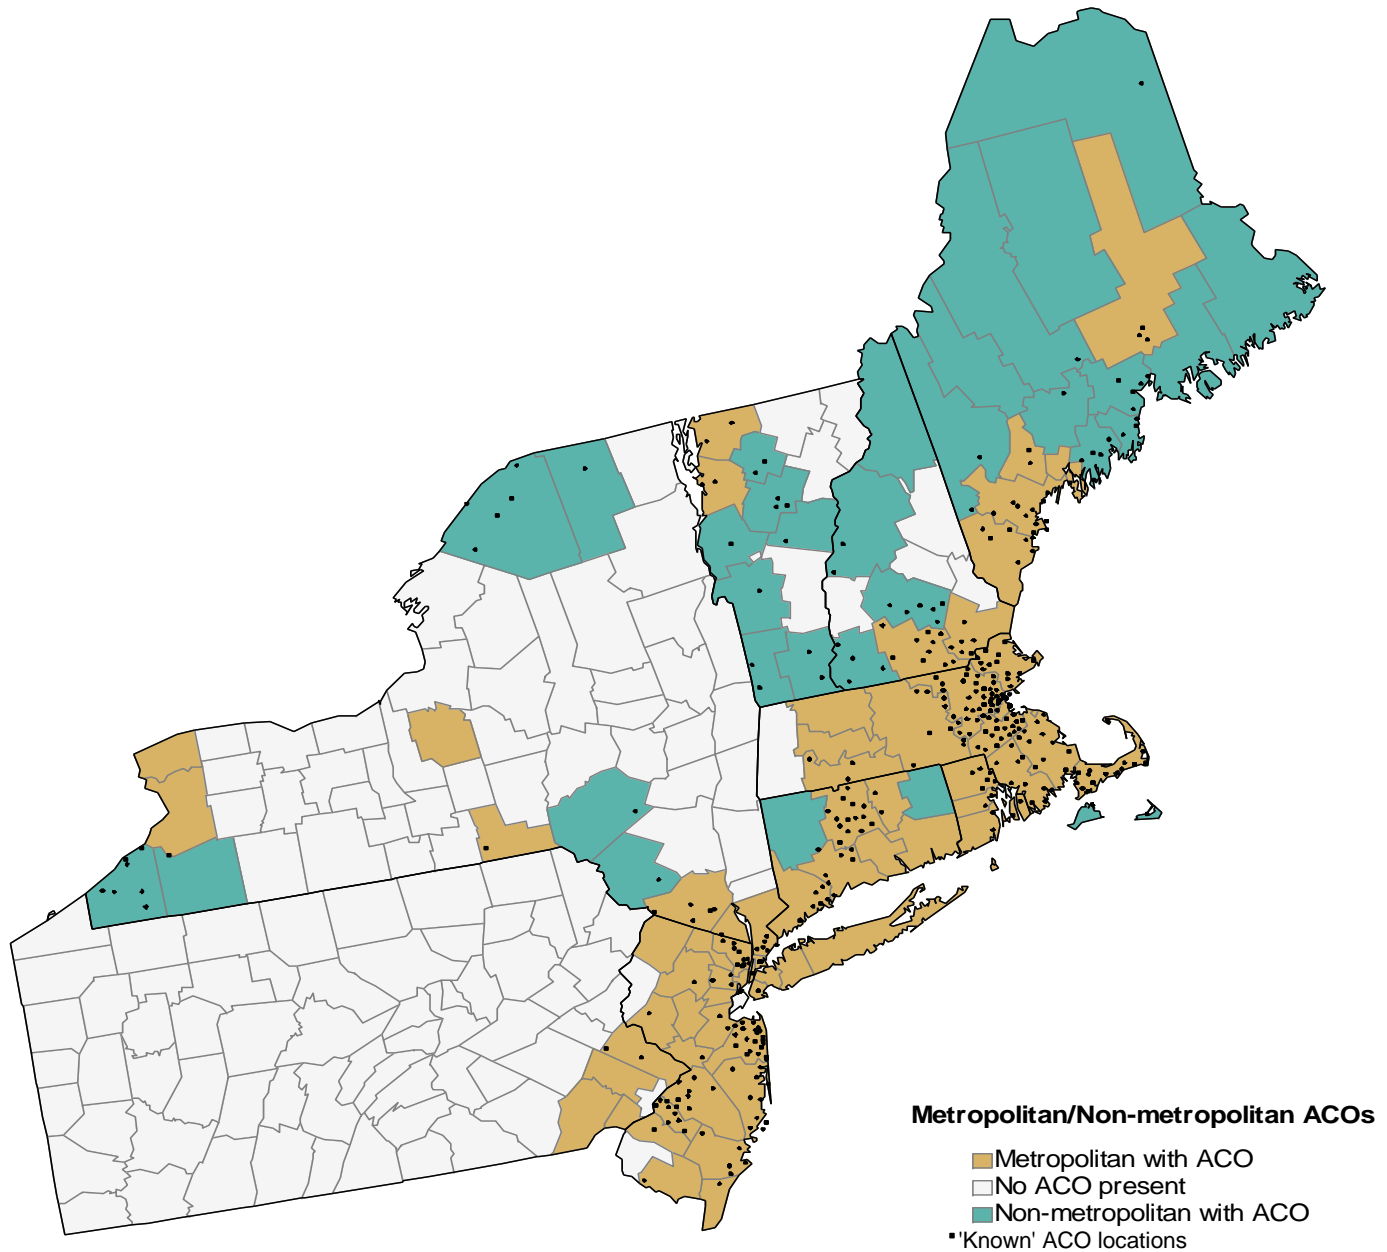 Metropolitan/Non-metropolitan ACOs
Metropolitan with ACO
No ACO present
Non-metropolitan with ACO
'Known' ACO locations